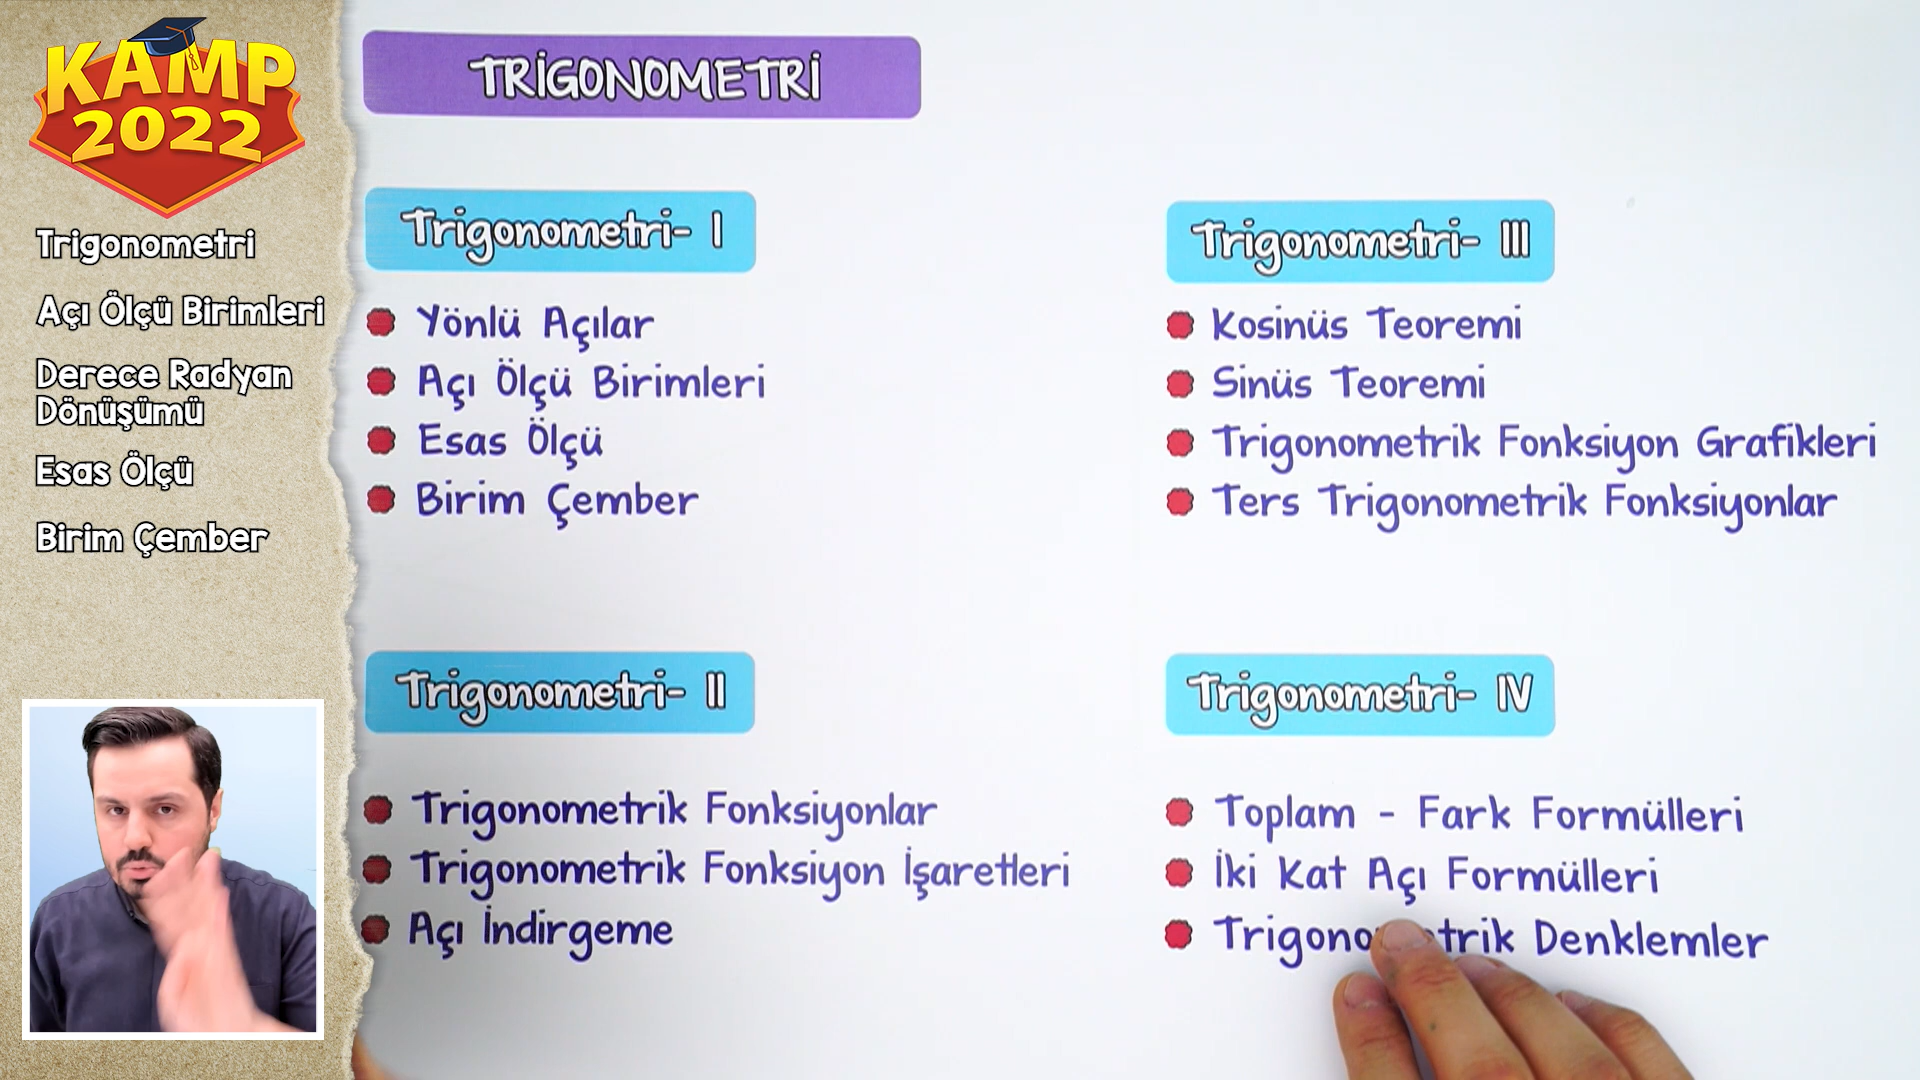 KAMP
2022
Trigonometri
Açı Ölçü Birimleri
Derece Radyan
Dönüşümü
Esas Ölçü
Birim Çember
TRİGONOMETRİ
Trigonometri- I
Yönlü Açılar
Açı Ölçü Birimleri
Esas Ölçü
Birim Çember
Trigonometri- II
Trigonometrik Fonksiyonlar
Trigonometrik Fonksiyon İşaretleri
Açı İndirgeme
Trigonometri- III
Kosinüs Teoremi
Sinüs Teoremi
Trigonometrik Fonksiyon Grafikleri
Ters Trigonometrik Fonksiyonlar
Trigonometri- IV
Toplam - Fark Formülleri
İki Kat Açı Formülleri
Trigonometrik Denklemler